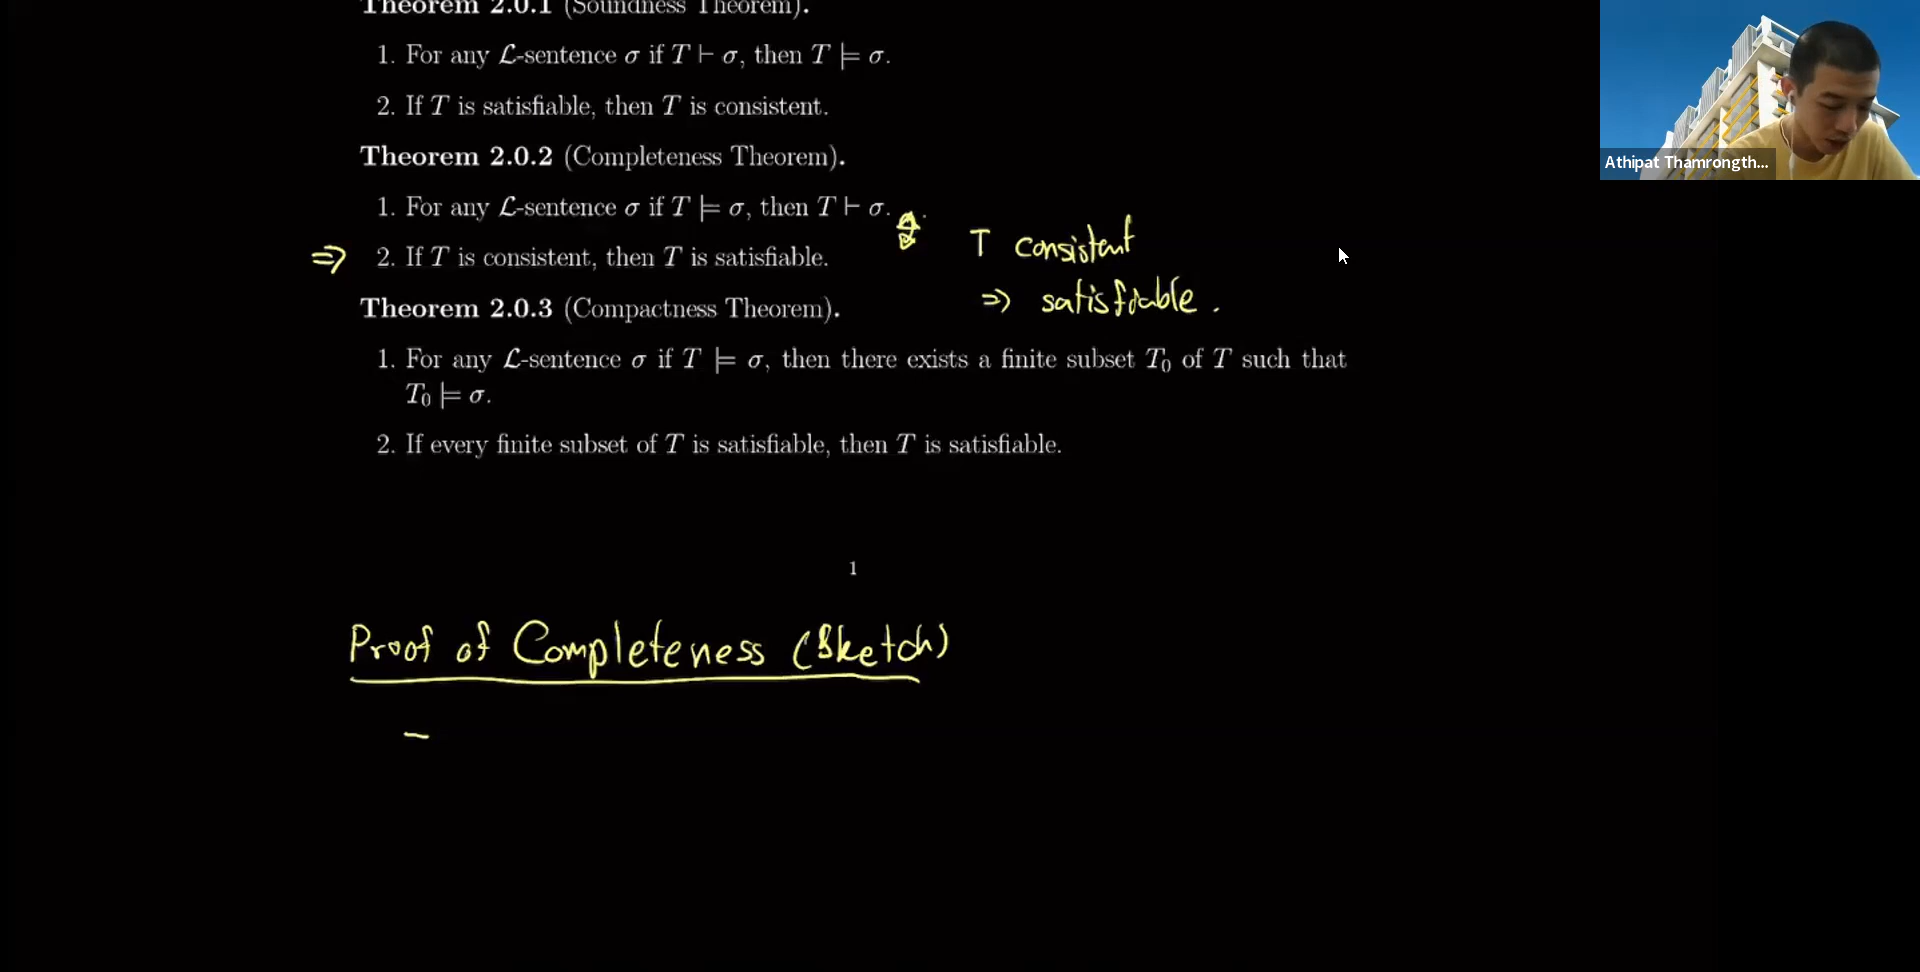 Theorem 2.0.1 (Soundness Theorem).
1. For any ℒ-sentence σ if T ⊢ σ, then T ⊨ σ.
2. If T is satisfiable, then T is consistent.
Theorem 2.0.2 (Completeness Theorem).
1. For any ℒ-sentence σ if T ⊨ σ, then T ⊢ σ.
⇒ 2. If T is consistent, then T is satisfiable.
T consistent
⇒ satisfiable.
Theorem 2.0.3 (Compactness Theorem).
1. For any ℒ-sentence σ if T ⊨ σ, then there exists a finite subset T₀ of T such that
T₀ ⊨ σ.
2. If every finite subset of T is satisfiable, then T is satisfiable.
1
Proof of Completeness (Sketch)
–
Athipat Thamrongth...